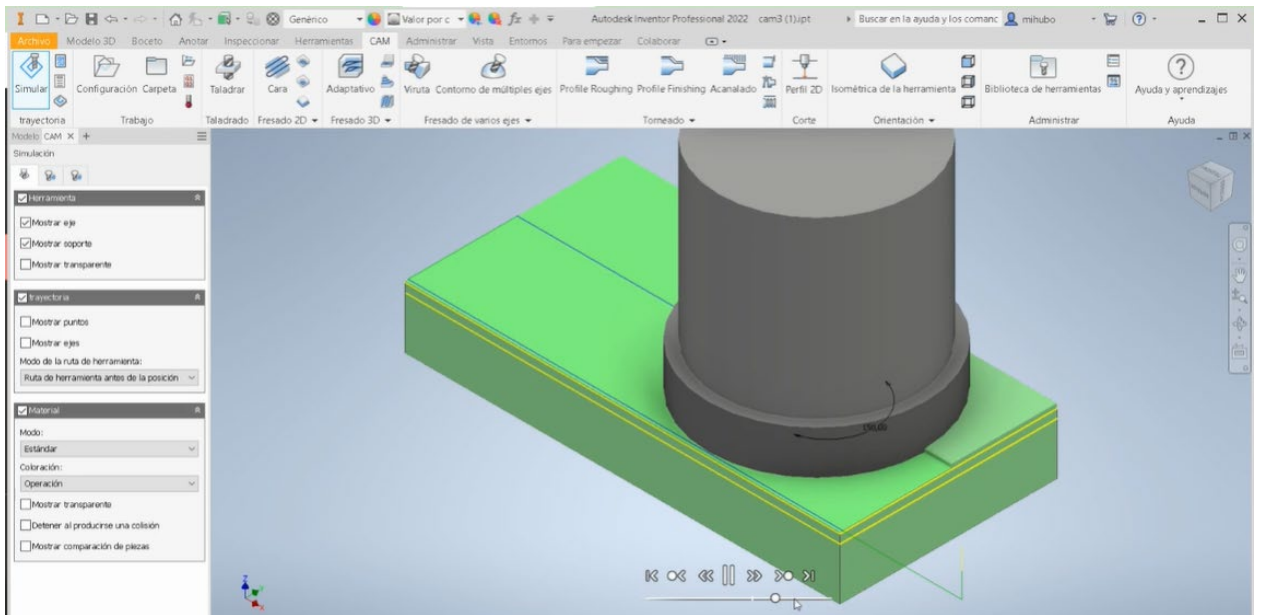 Genérico
Valor por c
Autodesk Inventor Professional 2022 cam3 (1).ipt
Buscar en la ayuda y los comanc
mihubo
Archivo Modelo 3D Boceto Anotar Inspeccionar Herramientas CAM Administrar Vista Entornos Para empezar Colaborar
Simular Configuración Carpeta Taladrar Cara Adaptativo Viruta Contorno de múltiples ejes Profile Roughing Profile Finishing Acanalado Perfil 2D Isométrica de la herramienta Biblioteca de herramientas Ayuda y aprendizajes
trayectoria Trabajo Taladrado Fresado 2D Fresado 3D Fresado de varios ejes Torneado Corte Orientación Administrar Ayuda
Modelo CAM × +
Simulación
Herramienta
Mostrar eje
Mostrar soporte
Mostrar transparente
trayectoria
Mostrar puntos
Mostrar ejes
Modo de la ruta de herramienta:
Ruta de herramienta antes de la posición
Material
Modo:
Estándar
Coloración:
Operación
Mostrar transparente
Detener al producirse una colisión
Mostrar comparación de piezas